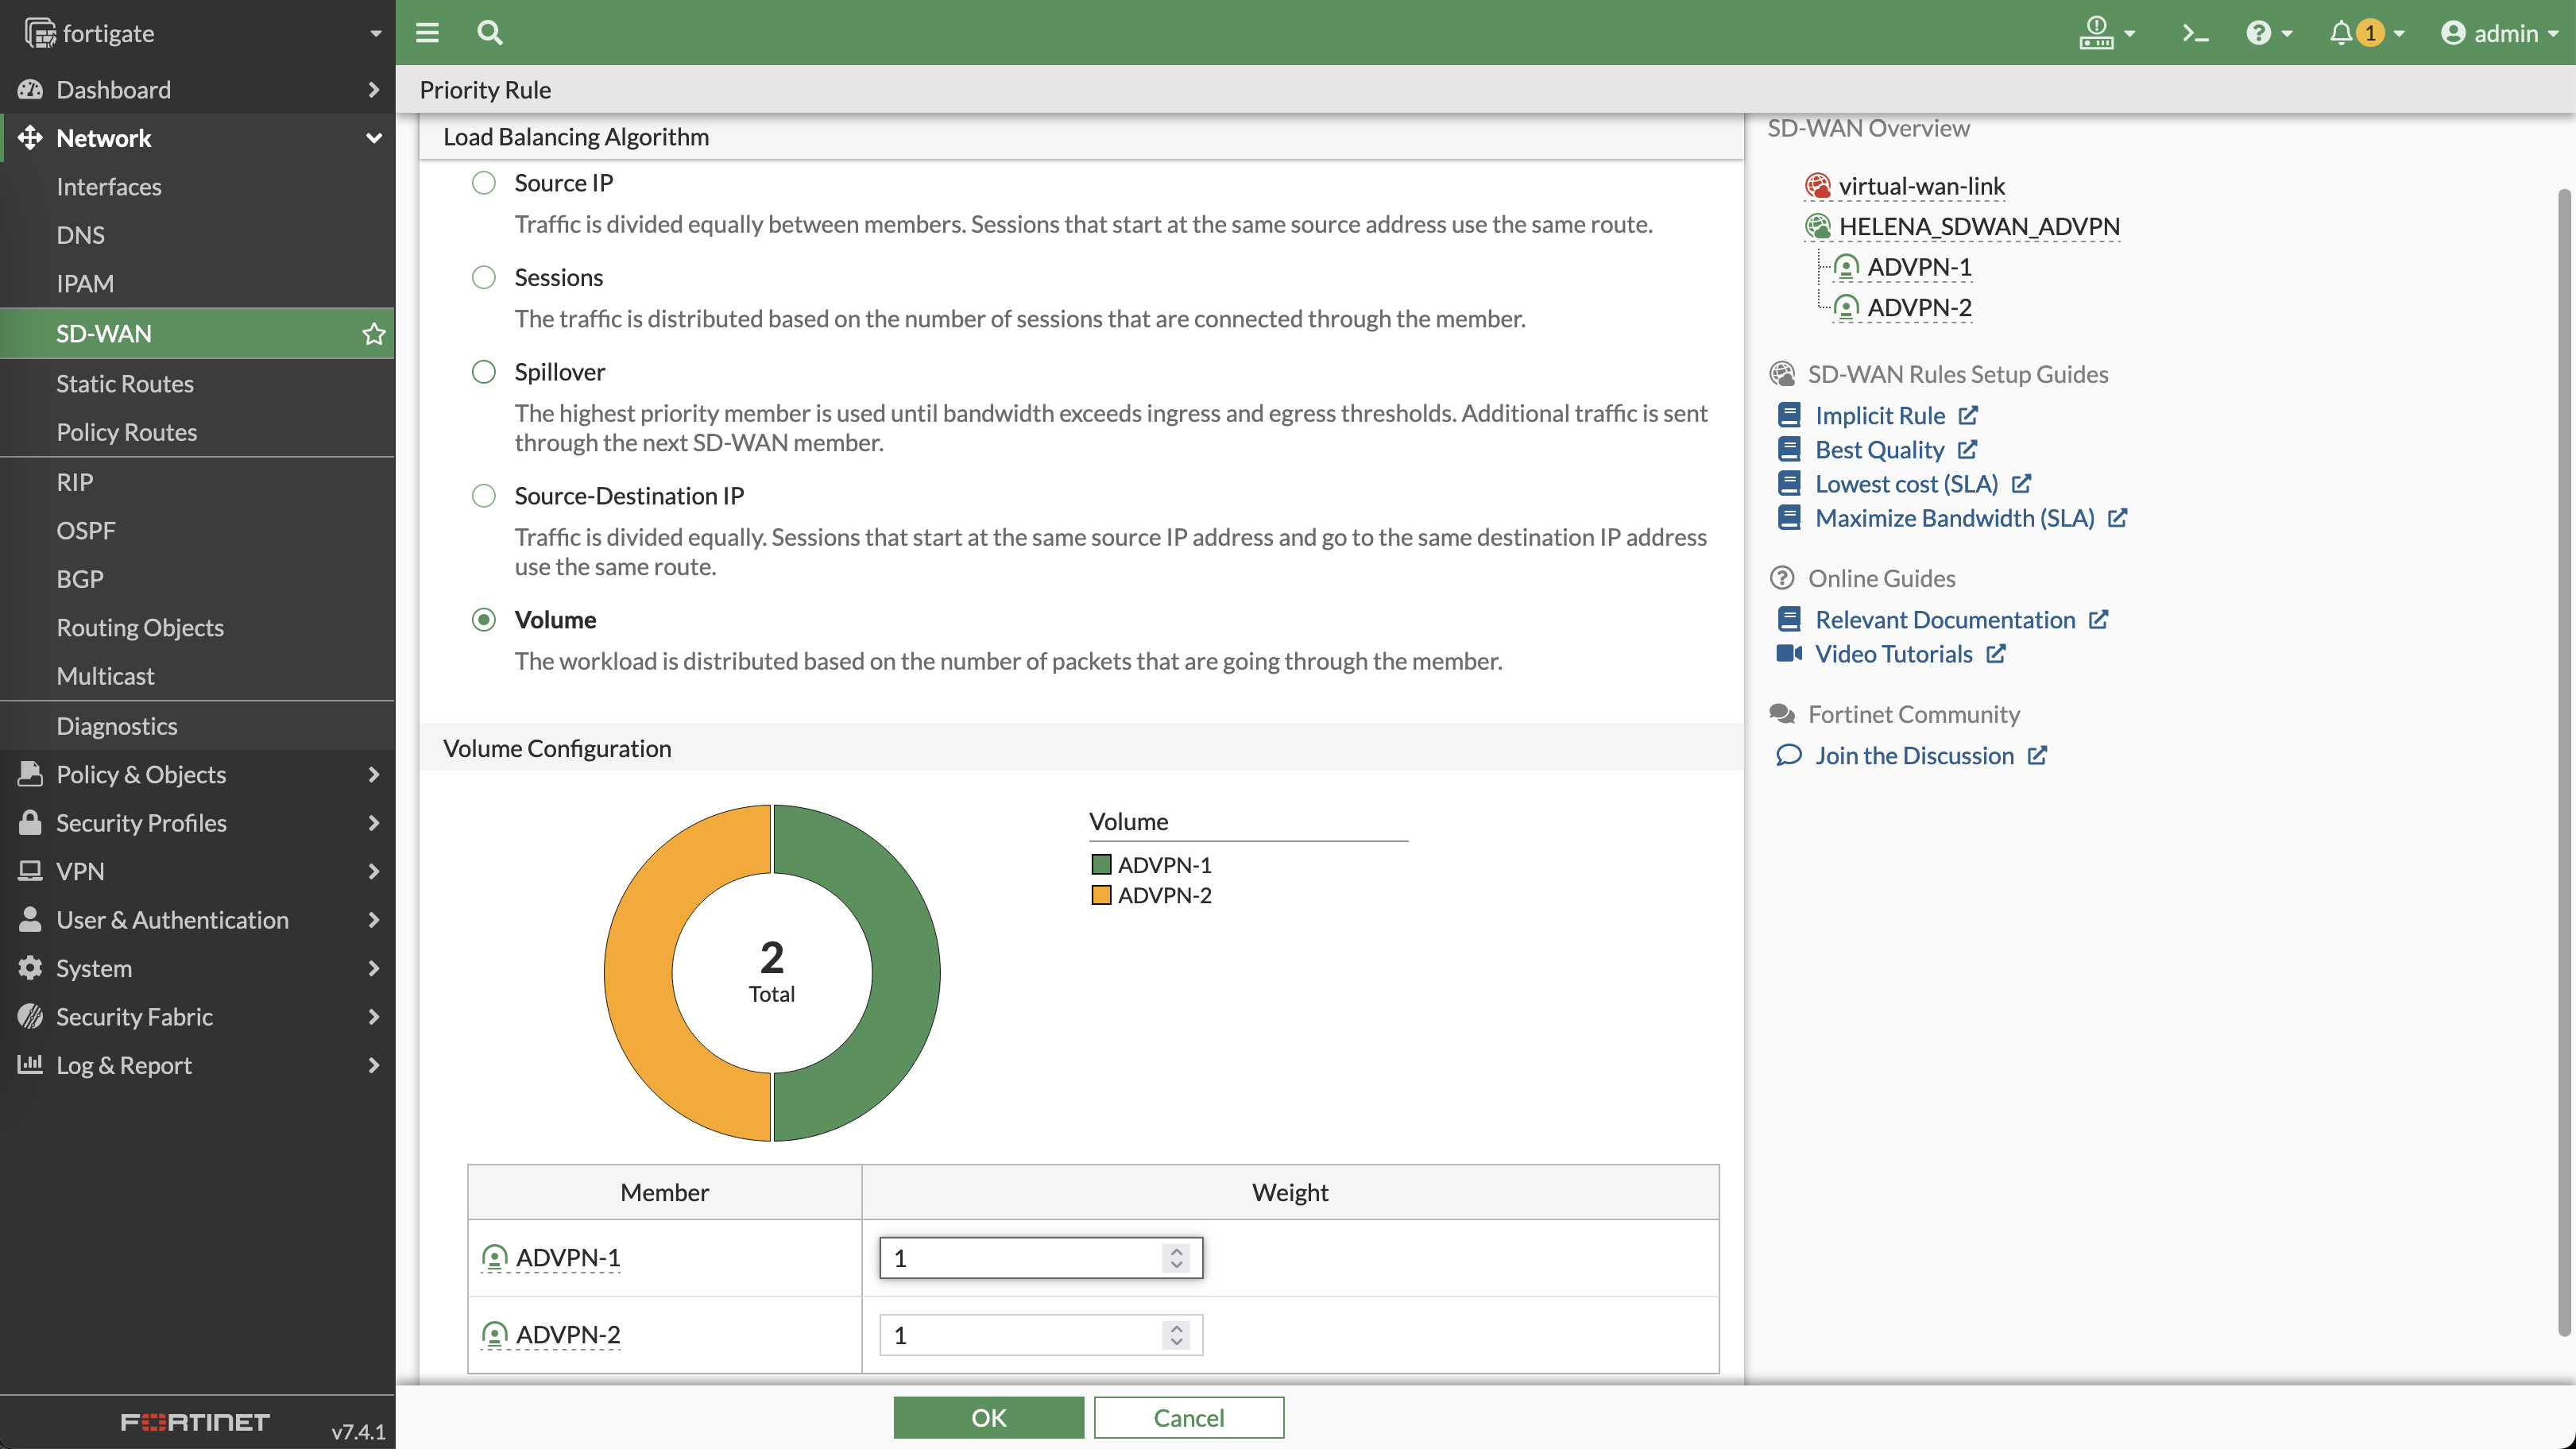 fortigate
Dashboard
Network
Interfaces
DNS
IPAM
SD-WAN
Static Routes
Policy Routes
RIP
OSPF
BGP
Routing Objects
Multicast
Diagnostics
Policy & Objects
Security Profiles
VPN
User & Authentication
System
Security Fabric
Log & Report
FORTINET
v7.4.1
1
admin
Priority Rule
Load Balancing Algorithm
Source IP
Traffic is divided equally between members. Sessions that start at the same source address use the same route.
Sessions
The traffic is distributed based on the number of sessions that are connected through the member.
Spillover
The highest priority member is used until bandwidth exceeds ingress and egress thresholds. Additional traffic is sent
through the next SD-WAN member.
Source-Destination IP
Traffic is divided equally. Sessions that start at the same source IP address and go to the same destination IP address
use the same route.
Volume
The workload is distributed based on the number of packets that are going through the member.
Volume Configuration
2
Total
Volume
ADVPN-1
ADVPN-2
Member Weight
ADVPN-1 1
ADVPN-2 1
OK Cancel
SD-WAN Overview
virtual-wan-link
HELENA_SDWAN_ADVPN
ADVPN-1
ADVPN-2
SD-WAN Rules Setup Guides
Implicit Rule
Best Quality
Lowest cost (SLA)
Maximize Bandwidth (SLA)
Online Guides
Relevant Documentation
Video Tutorials
Fortinet Community
Join the Discussion